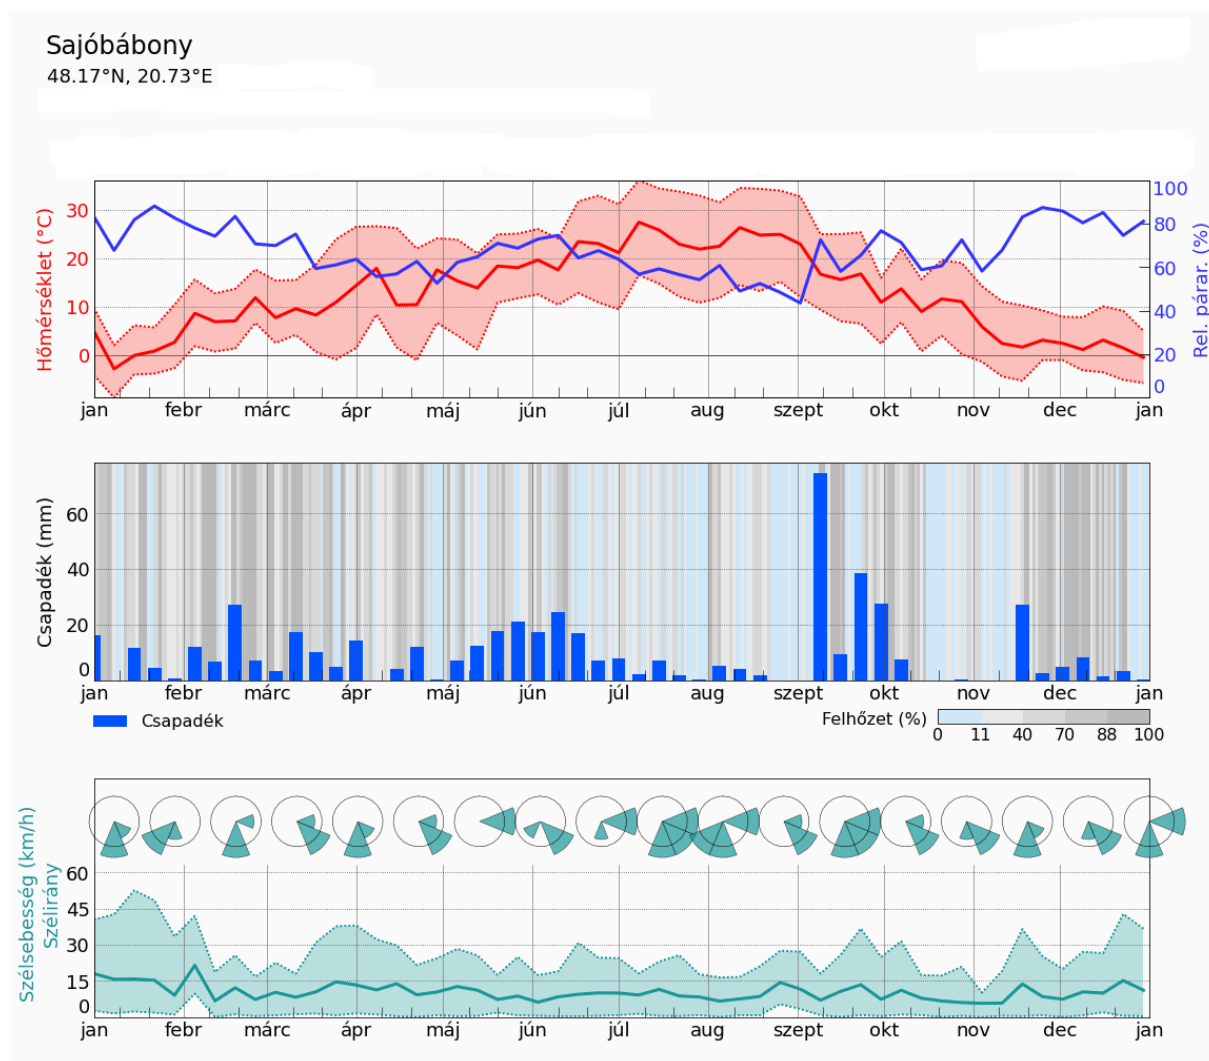 Sajóbábony
48.17°N, 20.73°E
Hőmérséklet (°C)
30
20
10
0
100
80
60
40
20
0
Rel. párar. (%)
jan febr márc ápr máj jún júl aug szept okt nov dec jan
Csapadék (mm)
60
40
20
0
jan febr márc ápr máj jún júl aug szept okt nov dec jan
Csapadék
Felhőzet (%)
0 11 40 70 88 100
Szélsebesség (km/h)
Szélirány
60
45
30
15
0
jan febr márc ápr máj jún júl aug szept okt nov dec jan